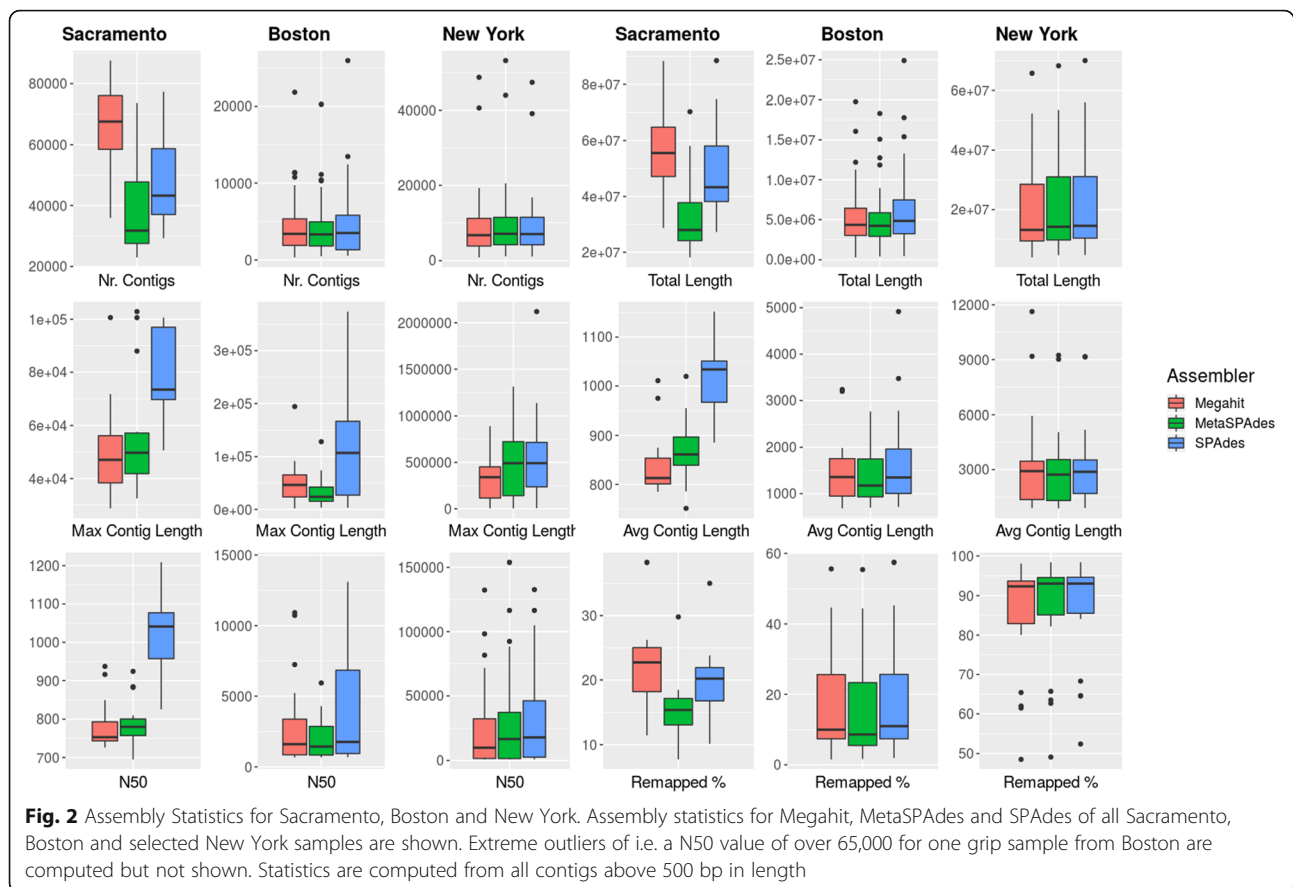 Sacramento Boston New York Sacramento Boston New York
80000
60000
40000
20000
Nr. Contigs
20000
10000
0
Nr. Contigs
40000
20000
0
Nr. Contigs
8e+07
6e+07
4e+07
2e+07
Total Length
2.5e+07
2.0e+07
1.5e+07
1.0e+07
5.0e+06
0.0e+00
Total Length
6e+07
4e+07
2e+07
Total Length
1e+05
8e+04
6e+04
4e+04
Max Contig Length
3e+05
2e+05
1e+05
0e+00
Max Contig Length
2000000
1500000
1000000
500000
0
Max Contig Length
1100
1000
900
800
Avg Contig Length
5000
4000
3000
2000
1000
Avg Contig Length
12000
9000
6000
3000
Avg Contig Length
1200
1100
1000
900
800
700
N50
15000
10000
5000
0
N50
150000
100000
50000
0
N50
30
20
10
Remapped %
60
40
20
0
Remapped %
100
90
80
70
60
50
Remapped %
Assembler
Megahit
MetaSPAdes
SPAdes
Fig. 2 Assembly Statistics for Sacramento, Boston and New York. Assembly statistics for Megahit, MetaSPAdes and SPAdes of all Sacramento,
Boston and selected New York samples are shown. Extreme outliers of i.e. a N50 value of over 65,000 for one grip sample from Boston are
computed but not shown. Statistics are computed from all contigs above 500 bp in length